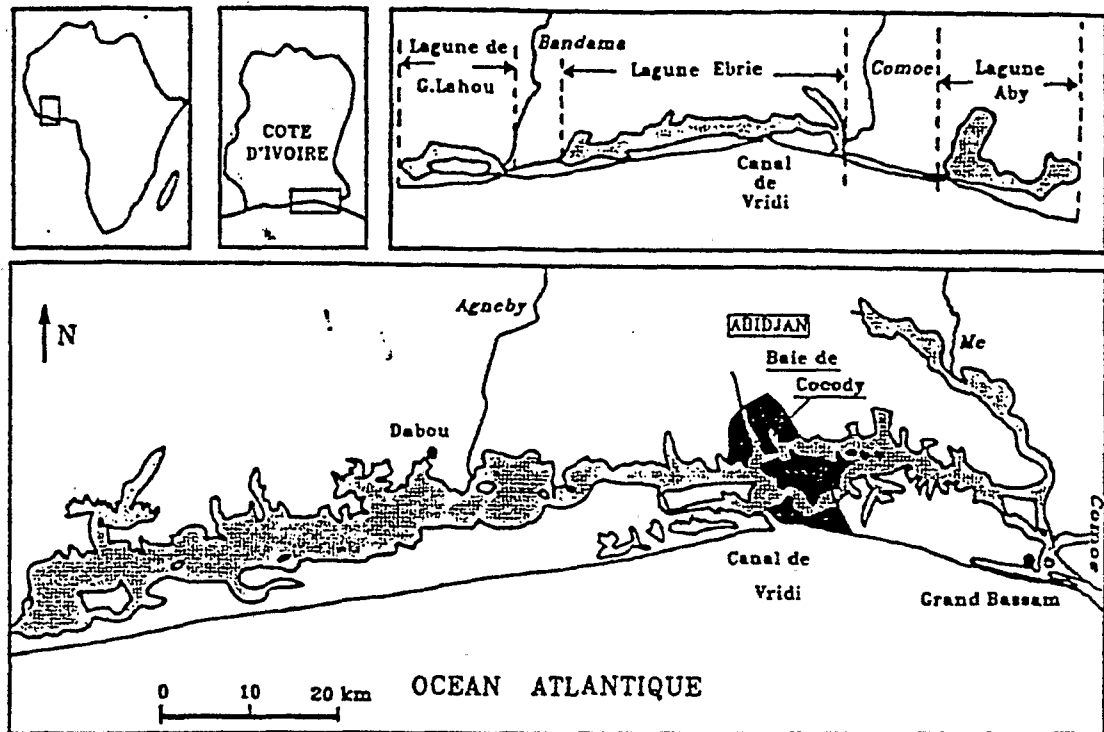 COTE
D'IVOIRE
Lagune de
G.Lahou
Bandama
Lagune Ebrie
Comoe
Lagune
Aby
Canal
de
Vridi
N
Agneby
ABIDJAN
Baie de
Cocody
Me
Dabou
Comoe
Canal de
Vridi
Grand Bassam
0 10 20 km
OCEAN ATLANTIQUE